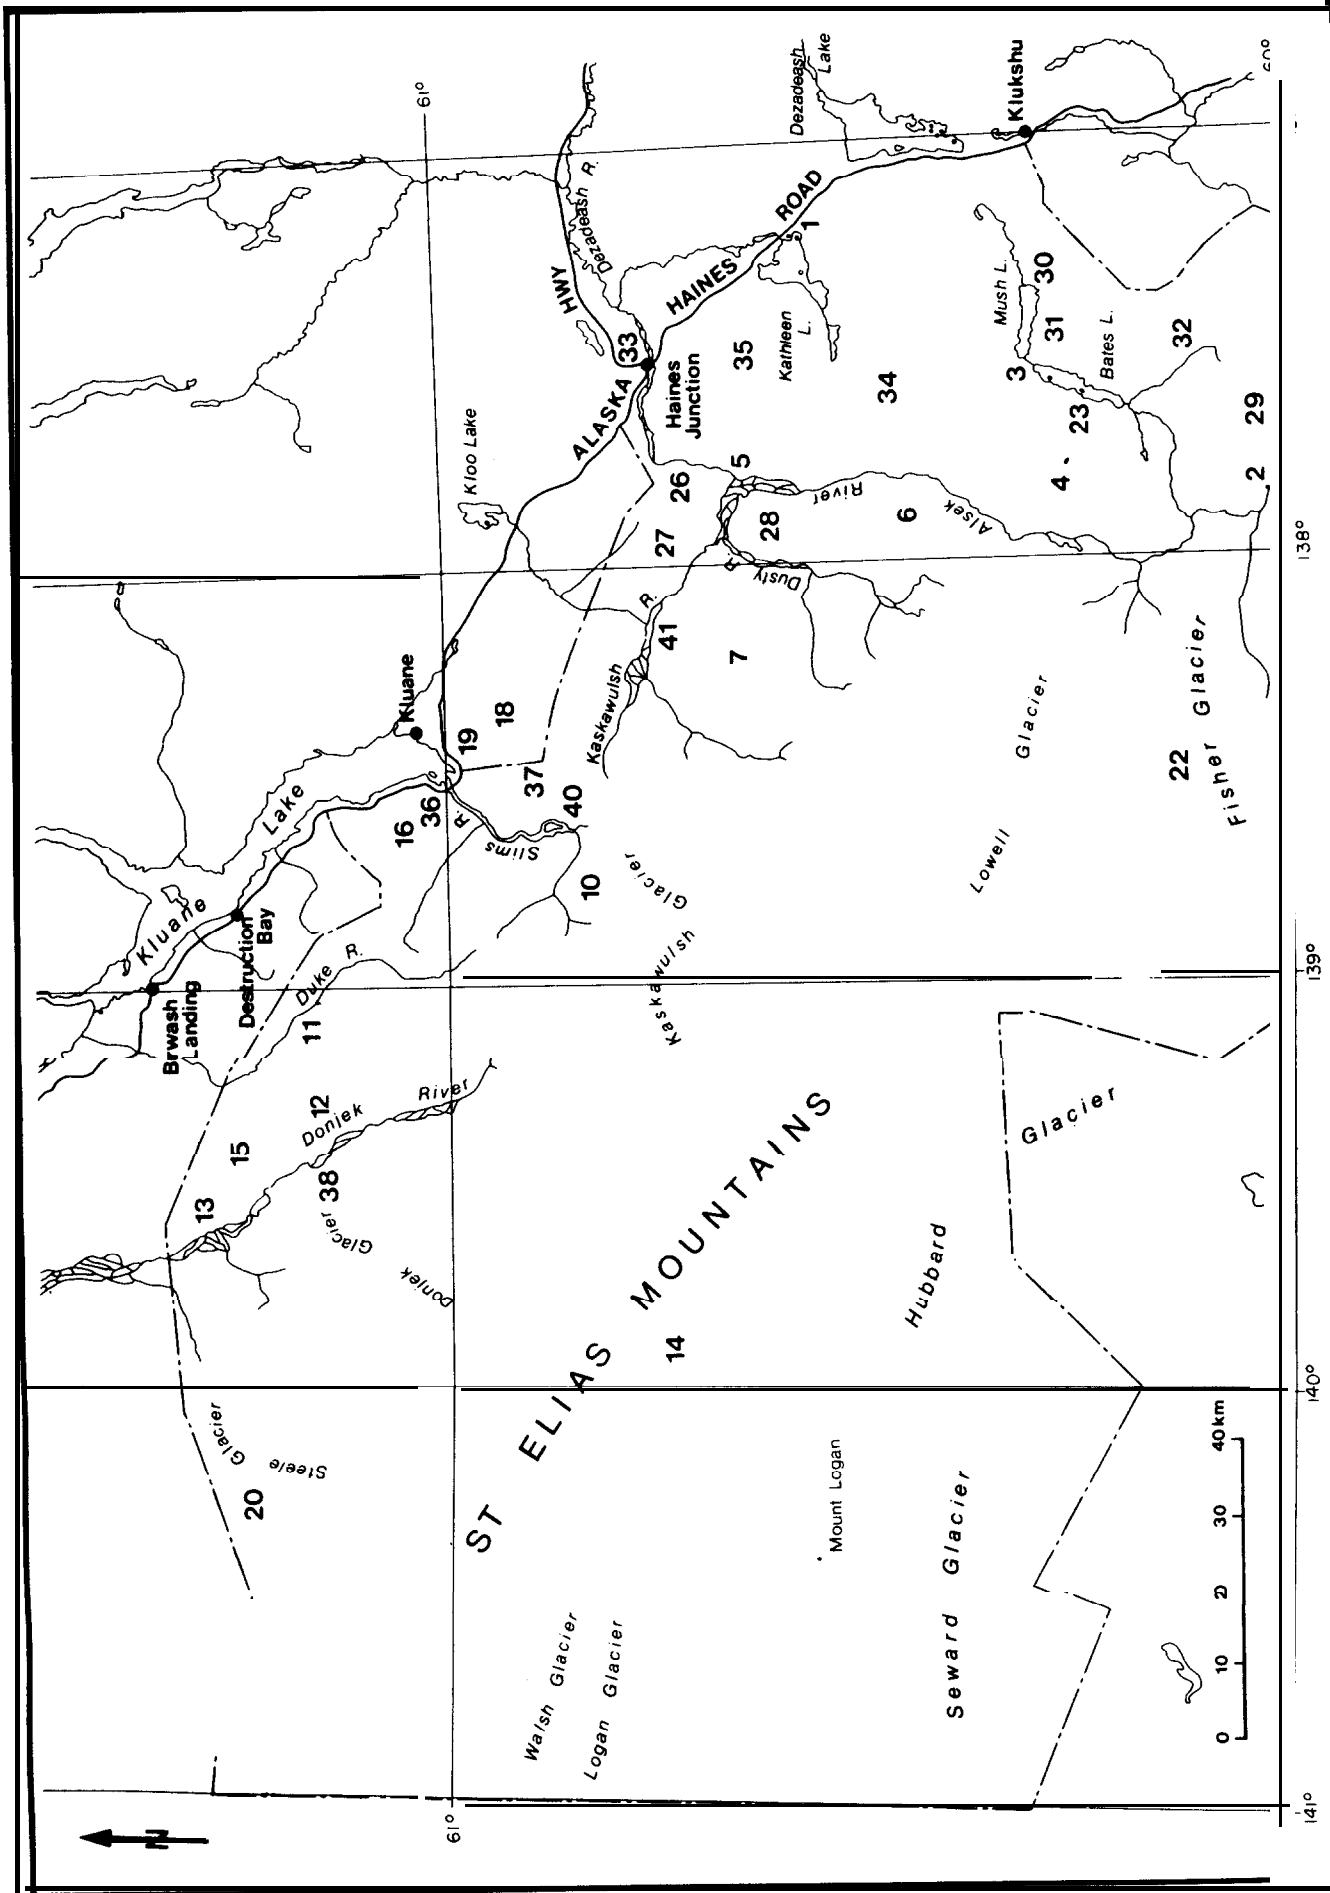 N
61°
61°
60°
138°
139°
140°
141°
Brwash
Landing
Destruction
Bay
Kluane
Lake
Kluane
Kloo Lake
ALASKA
HWY
33
Haines
Junction
HAINES
ROAD
Dezadeash R.
Dezadeash
Lake
Klukshu
1
Kathleen
L.
35
34
Mush L.
30
31
3
Bates L.
23
32
29
2
4
5
26
27
28
6
Alsek
River
Dusty
R.
Kaskawulsh
R.
41
7
18
19
37
40
36
16
Slims
R.
10
Kaskawulsh
Glacier
Lowell
Glacier
22
Fisher Glacier
Duke R.
11
12
Donjek
River
15
13
38
Donjek
Glacier
Steele
Glacier
20
ST ELIAS MOUNTAINS
14
Hubbard
Glacier
Mount Logan
Seward Glacier
Walsh Glacier
Logan Glacier
0 10 2) 30 40km